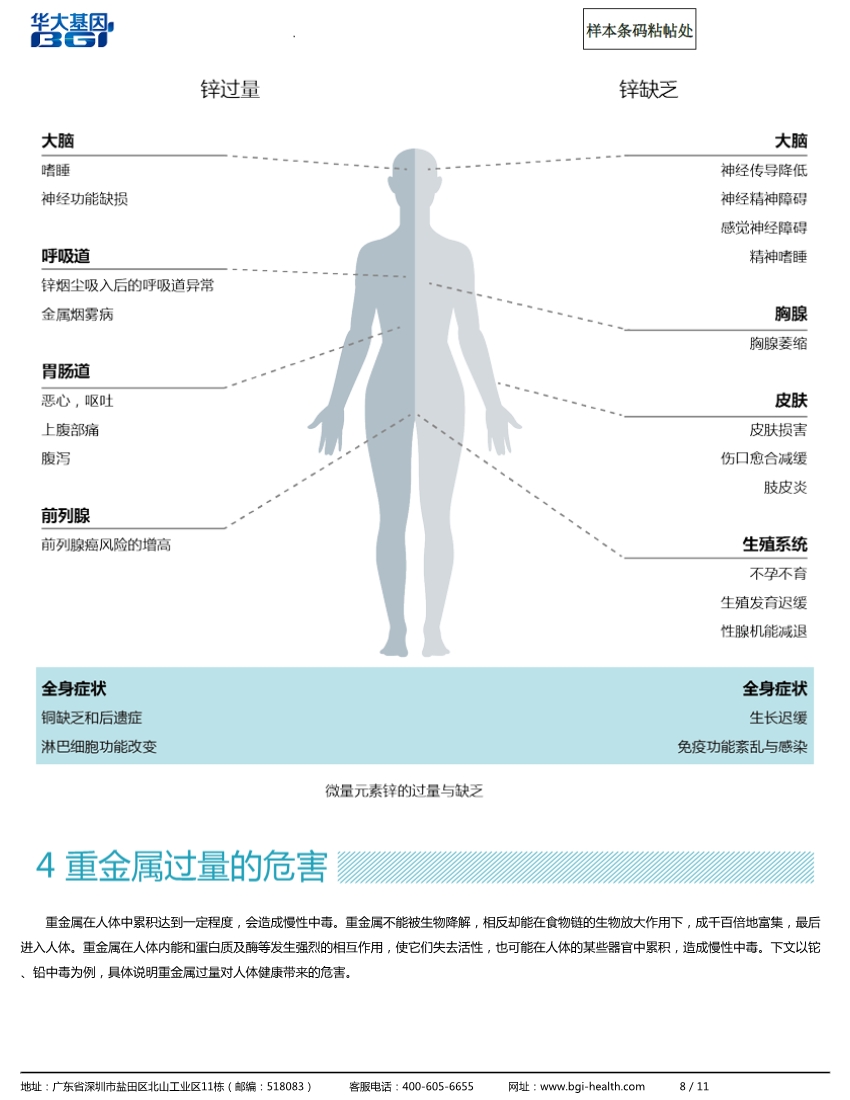 华大基因
BGI
样本条码粘帖处
锌过量
锌缺乏
大脑
嗜睡
神经功能缺损
呼吸道
锌烟尘吸入后的呼吸道异常
金属烟雾病
胃肠道
恶心，呕吐
上腹部痛
腹泻
前列腺
前列腺癌风险的增高
大脑
神经传导降低
神经精神障碍
感觉神经障碍
精神嗜睡
胸腺
胸腺萎缩
皮肤
皮肤损害
伤口愈合减缓
肢皮炎
生殖系统
不孕不育
生殖发育迟缓
性腺机能减退
全身症状
铜缺乏和后遗症
淋巴细胞功能改变
全身症状
生长迟缓
免疫功能紊乱与感染
微量元素锌的过量与缺乏
4 重金属过量的危害
重金属在人体中累积达到一定程度，会造成慢性中毒。重金属不能被生物降解，相反却能在食物链的生物放大作用下，成千百倍地富集，最后
进入人体。重金属在人体内能和蛋白质及酶等发生强烈的相互作用，使它们失去活性，也可能在人体的某些器官中累积，造成慢性中毒。下文以铊
、铅中毒为例，具体说明重金属过量对人体健康带来的危害。
地址：广东省深圳市盐田区北山工业区11栋（邮编：518083） 客服电话：400-605-6655 网址：www.bgi-health.com 8 / 11